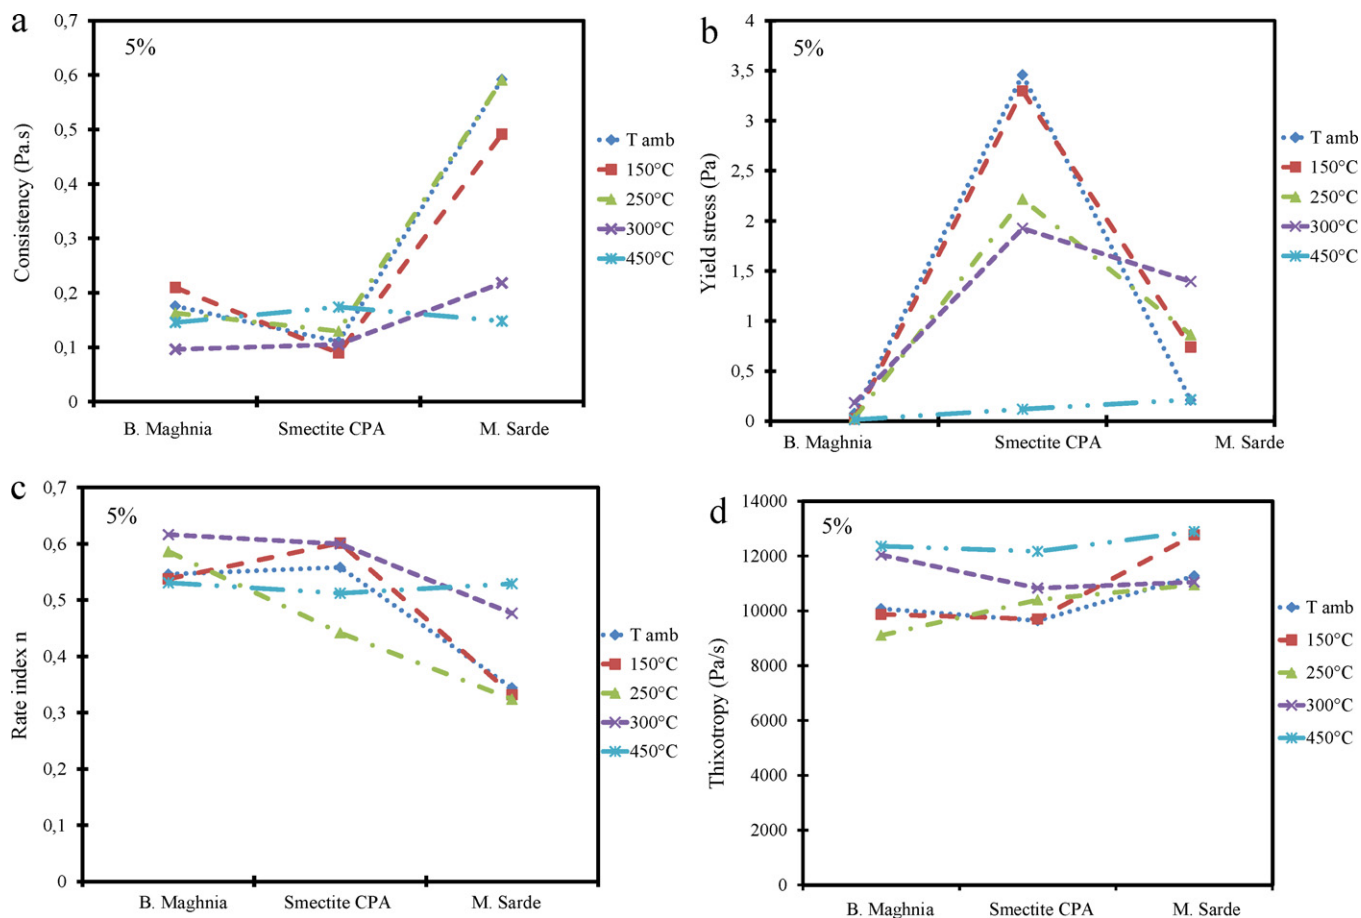 a
5%
Consistency (Pa.s)
0,7
0,6
0,5
0,4
0,3
0,2
0,1
0
B. Maghnia Smectite CPA M. Sarde
T amb
150°C
250°C
300°C
450°C
b
5%
Yield stress (Pa)
4
3,5
3
2,5
2
1,5
1
0,5
0
B. Maghnia Smectite CPA M. Sarde
T amb
150°C
250°C
300°C
450°C
c
5%
Rate index n
0,7
0,6
0,5
0,4
0,3
0,2
0,1
0
B. Maghnia Smectite CPA M. Sarde
T amb
150°C
250°C
300°C
450°C
d
5%
Thixotropy (Pa/s)
14000
12000
10000
8000
6000
4000
2000
0
B. Maghnia Smectite CPA M. Sarde
T amb
150°C
250°C
300°C
450°C